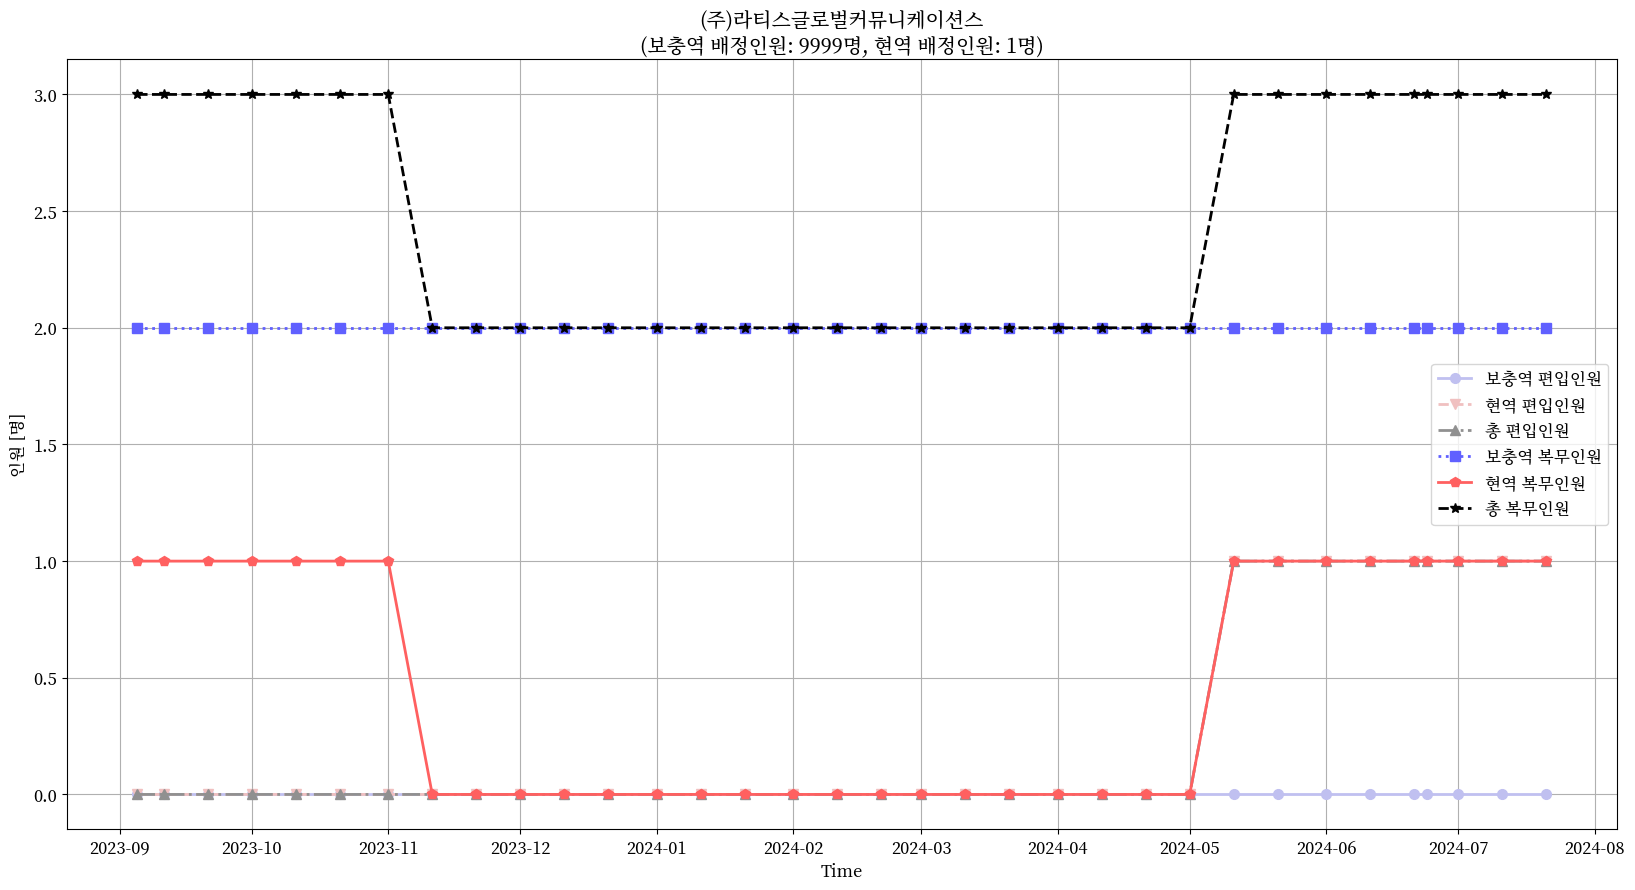 (주)라티스글로벌커뮤니케이션스
(보충역 배정인원: 9999명, 현역 배정인원: 1명)
인원 [명]
3.0
2.5
2.0
1.5
1.0
0.5
0.0
보충역 편입인원
현역 편입인원
총 편입인원
보충역 복무인원
현역 복무인원
총 복무인원
2023-09 2023-10 2023-11 2023-12 2024-01 2024-02 2024-03 2024-04 2024-05 2024-06 2024-07 2024-08
Time